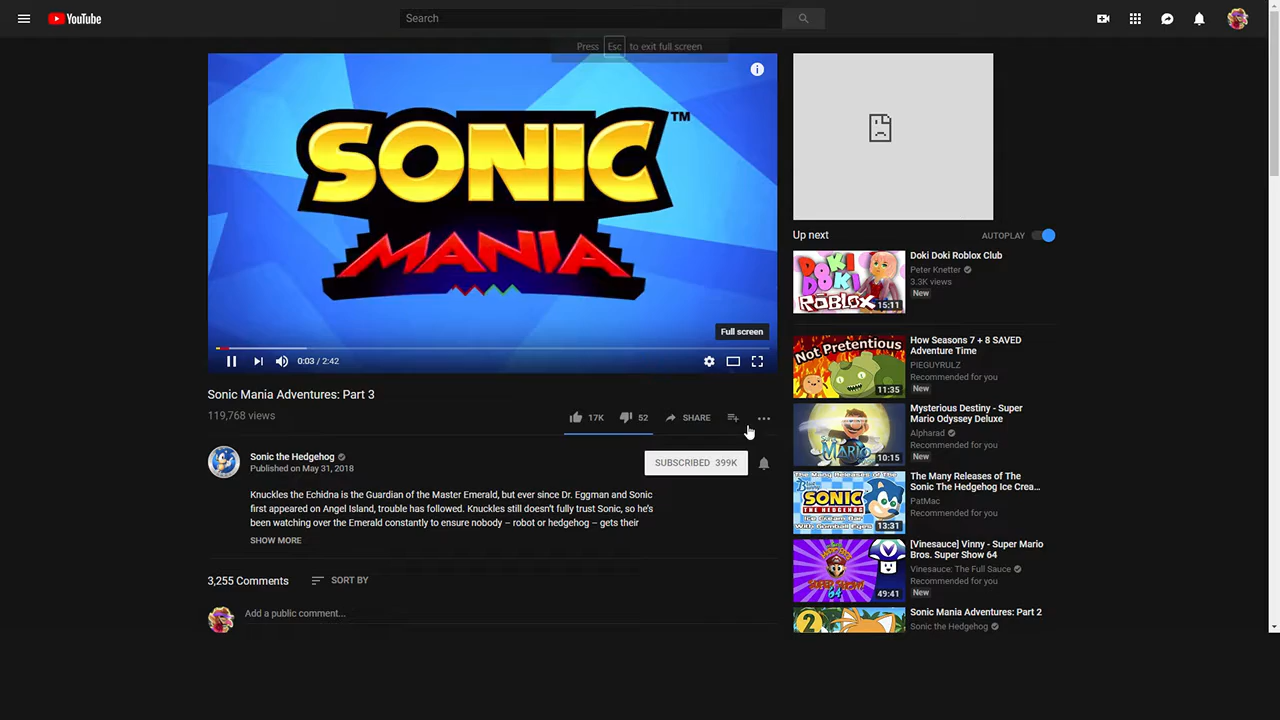 YouTube
Search
Press Esc to exit full screen
SONIC
MANIA
TM
Full screen
0:03 / 2:42
Sonic Mania Adventures: Part 3
119,768 views
17K
52
SHARE
Sonic the Hedgehog
Published on May 31, 2018
SUBSCRIBED 399K
Knuckles the Echidna is the Guardian of the Master Emerald, but ever since Dr. Eggman and Sonic
first appeared on Angel Island, trouble has followed. Knuckles still doesn't fully trust Sonic, so he's
been watching over the Emerald constantly to ensure nobody – robot or hedgehog – gets their
SHOW MORE
3,255 Comments
SORT BY
Add a public comment...
Up next
AUTOPLAY
DOKI DOKI
ROBLOX
15:11
Doki Doki Roblox Club
Peter Knetter
3.3K views
New
Not Pretentious
11:35
How Seasons 7 + 8 SAVED
Adventure Time
PIEGUYRULZ
Recommended for you
New
10:15
Mysterious Destiny - Super
Mario Odyssey Deluxe
Alpharad
Recommended for you
New
SONIC
THE HEDGEHOG
13:31
The Many Releases of The
Sonic The Hedgehog Ice Crea...
PatMac
Recommended for you
49:41
[Vinesauce] Vinny - Super Mario
Bros. Super Show 64
Vinesauce: The Full Sauce
Recommended for you
New
2
Sonic Mania Adventures: Part 2
Sonic the Hedgehog